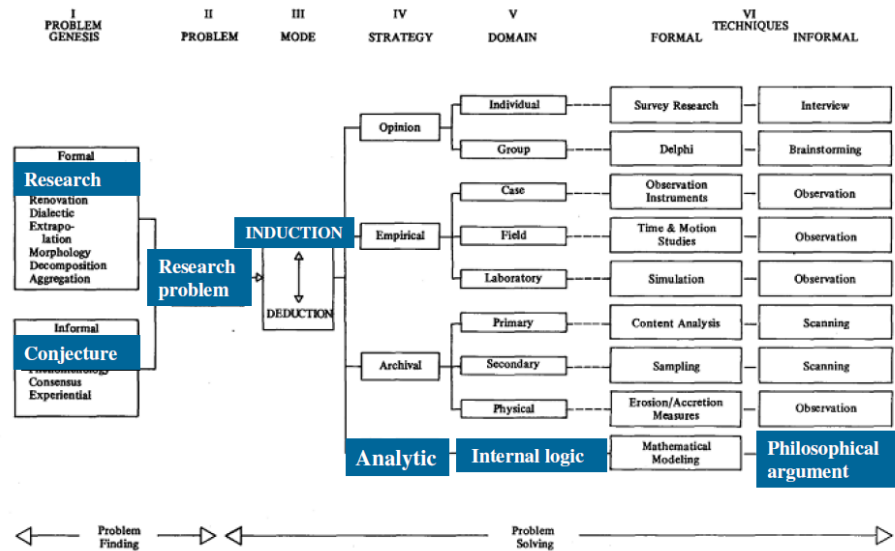 I
PROBLEM
GENESIS
II
PROBLEM
III
MODE
IV
STRATEGY
V
DOMAIN
VI
TECHNIQUES
FORMAL
INFORMAL
Formal
Research
Renovation
Dialectic
Extrapo-
lation
Morphology
Decomposition
Aggregation
Informal
Conjecture
Consensus
Experiential
Research
problem
INDUCTION
DEDUCTION
Opinion
Empirical
Archival
Analytic
Individual
Group
Case
Field
Laboratory
Primary
Secondary
Physical
Internal logic
Survey Research
Interview
Delphi
Brainstorming
Observation
Instruments
Observation
Time & Motion
Studies
Observation
Simulation
Observation
Content Analysis
Scanning
Sampling
Scanning
Erosion/Accretion
Measures
Observation
Mathematical
Modeling
Philosophical
argument
Problem
Finding
Problem
Solving